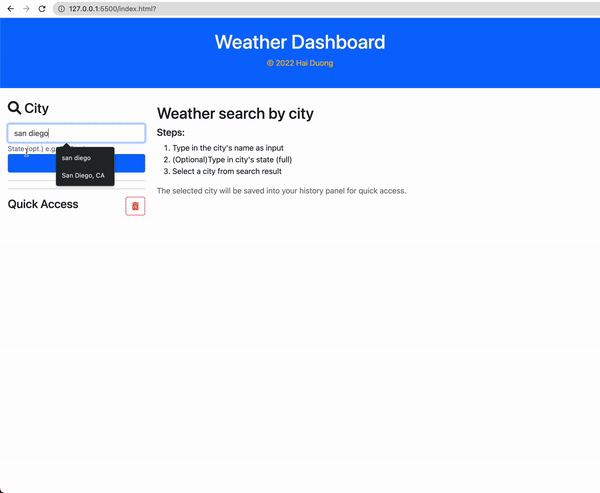 127.0.0.1:5500/index.html?
Weather Dashboard
© 2022 Hai Duong
City
san diego
State (opt.) e.g.
san diego
San Diego, CA
Quick Access
Weather search by city
Steps:
1. Type in the city's name as input
2. (Optional)Type in city's state (full)
3. Select a city from search result
The selected city will be saved into your history panel for quick access.